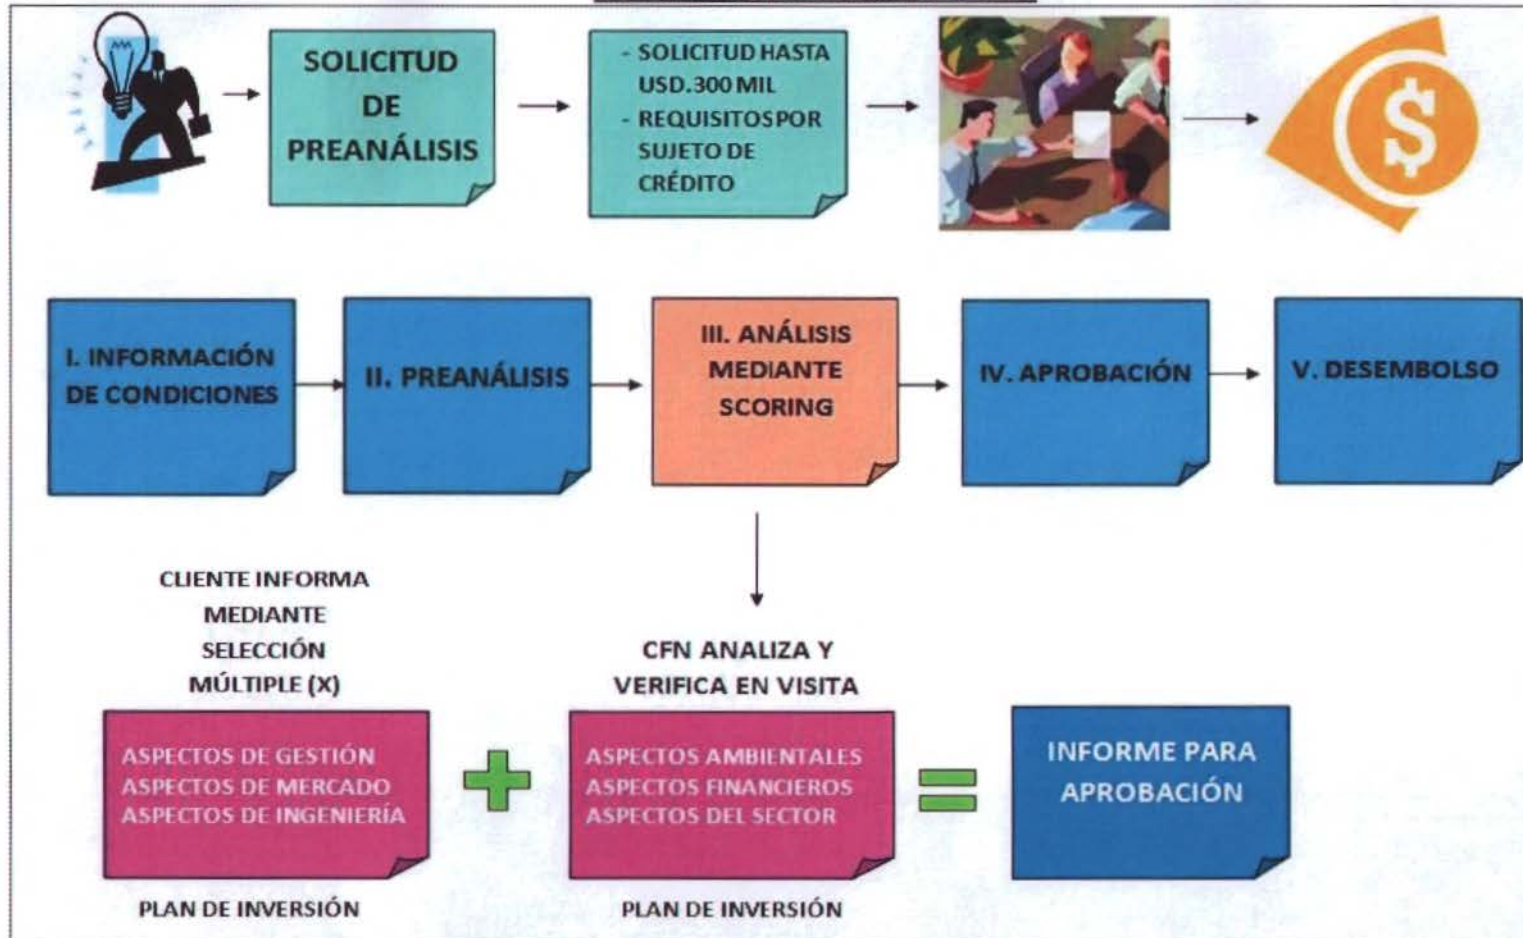 SOLICITUD
DE
PREANÁLISIS
- SOLICITUD HASTA
USD.300 MIL
- REQUISITOS POR
SUJETO DE
CRÉDITO
$
I. INFORMACIÓN
DE CONDICIONES
II. PREANÁLISIS
III. ANÁLISIS
MEDIANTE
SCORING
IV. APROBACIÓN
V. DESEMBOLSO
CLIENTE INFORMA
MEDIANTE
SELECCIÓN
MÚLTIPLE (X)
ASPECTOS DE GESTIÓN
ASPECTOS DE MERCADO
ASPECTOS DE INGENIERÍA
PLAN DE INVERSIÓN
CFN ANALIZA Y
VERIFICA EN VISITA
ASPECTOS AMBIENTALES
ASPECTOS FINANCIEROS
ASPECTOS DEL SECTOR
PLAN DE INVERSIÓN
INFORME PARA
APROBACIÓN